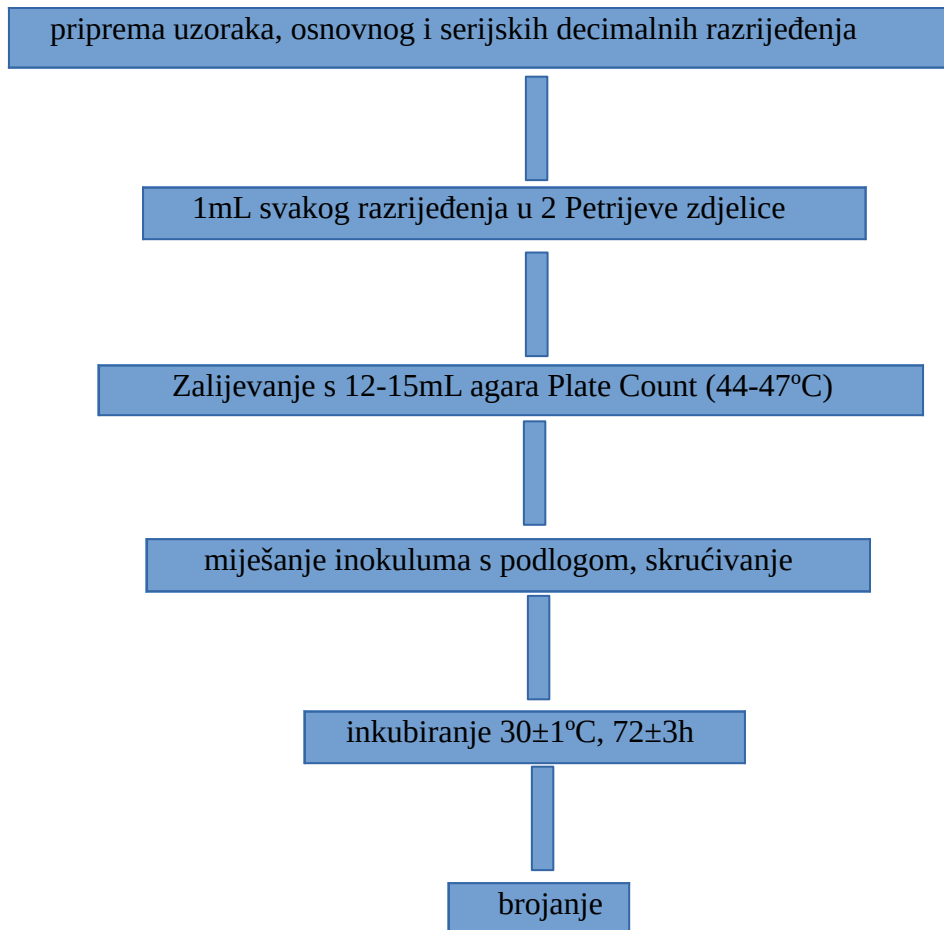 priprema uzoraka, osnovnog i serijskih decimalnih razrijeđenja
1mL svakog razrijeđenja u 2 Petrijeve zdjelice
Zalijevanje s 12-15mL agara Plate Count (44-47ºC)
miješanje inokuluma s podlogom, skrućivanje
inkubiranje 30±1ºC, 72±3h
brojanje